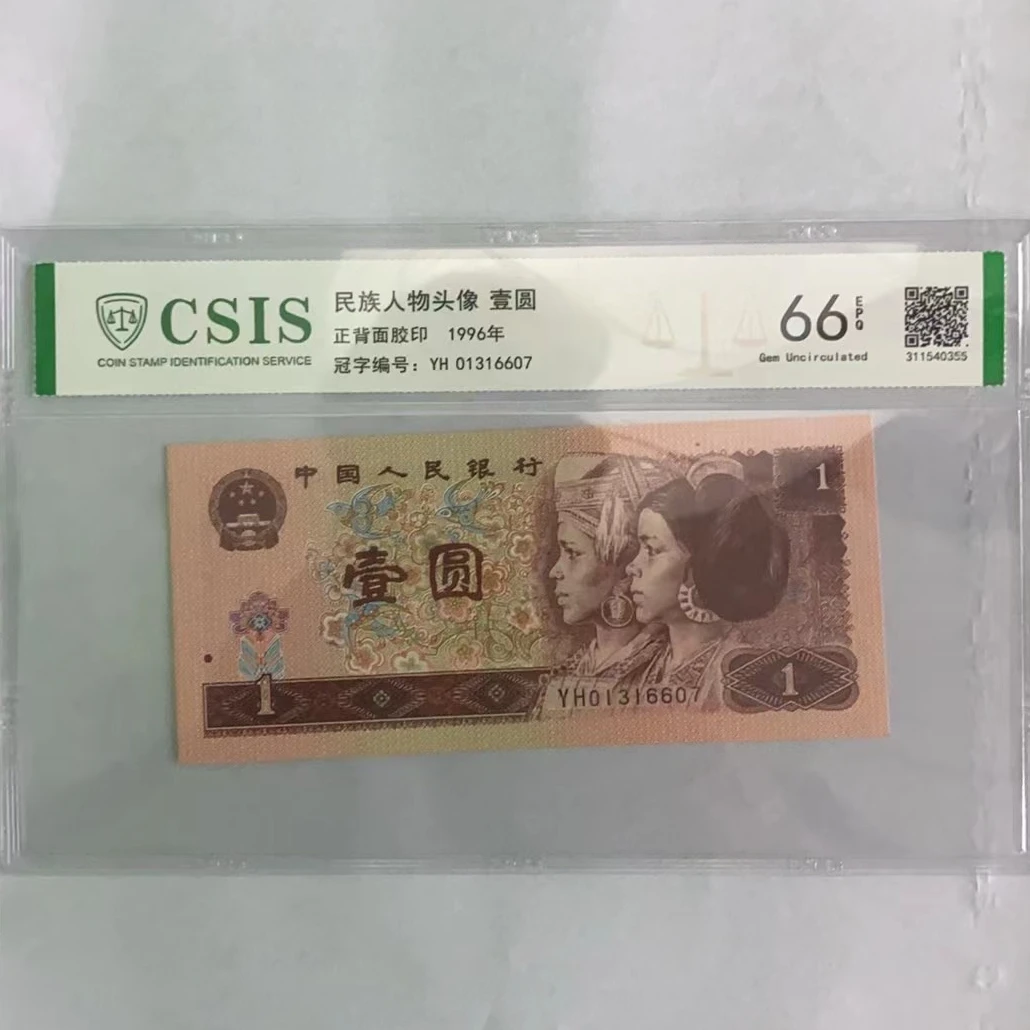 CSIS
COIN STAMP IDENTIFICATION SERVICE
民族人物头像 壹圆
正背面胶印 1996年
冠字编号：YH 01316607
66 EPQ
Gem Uncirculated
311540355
中国人民银行
1
壹圆
1
YH01316607
1